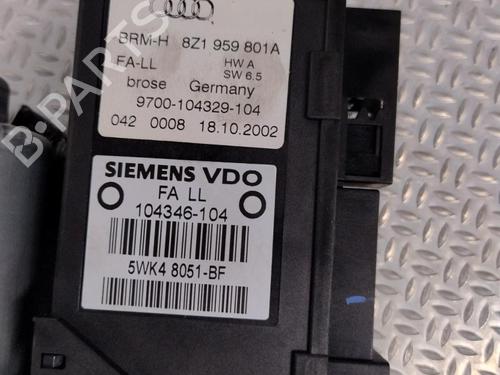 BRM-H 8Z1 959 801A
FA-LL HW A
SW 6.5
brose Germany
9700-104329-104
042 0008 18.10.2002
SIEMENS VDO
FA LL
104346-104
5WK4 8051-BF
B-PARTS